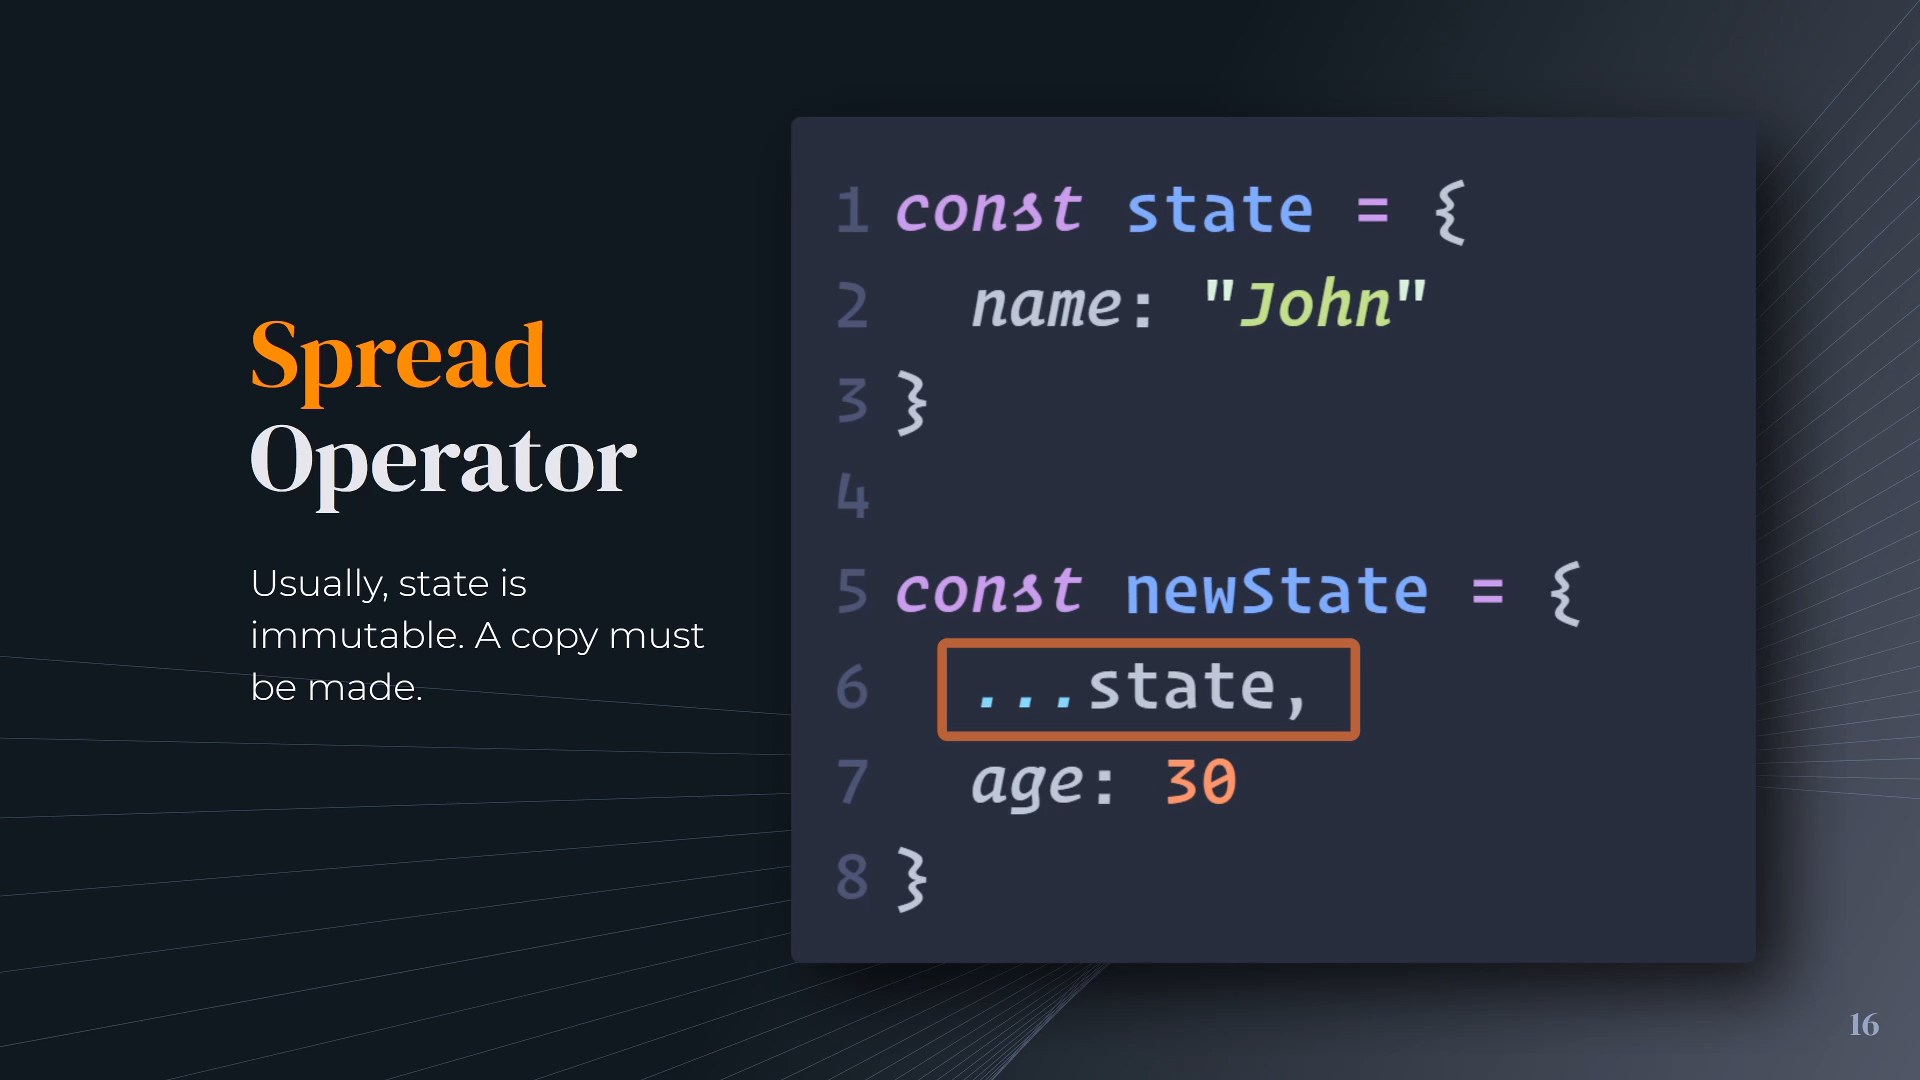 Spread
Operator
Usually, state is
immutable. A copy must
be made.
1 const state = {
2   name: "John"
3 }
4
5 const newState = {
6   ...state,
7   age: 30
8 }
16